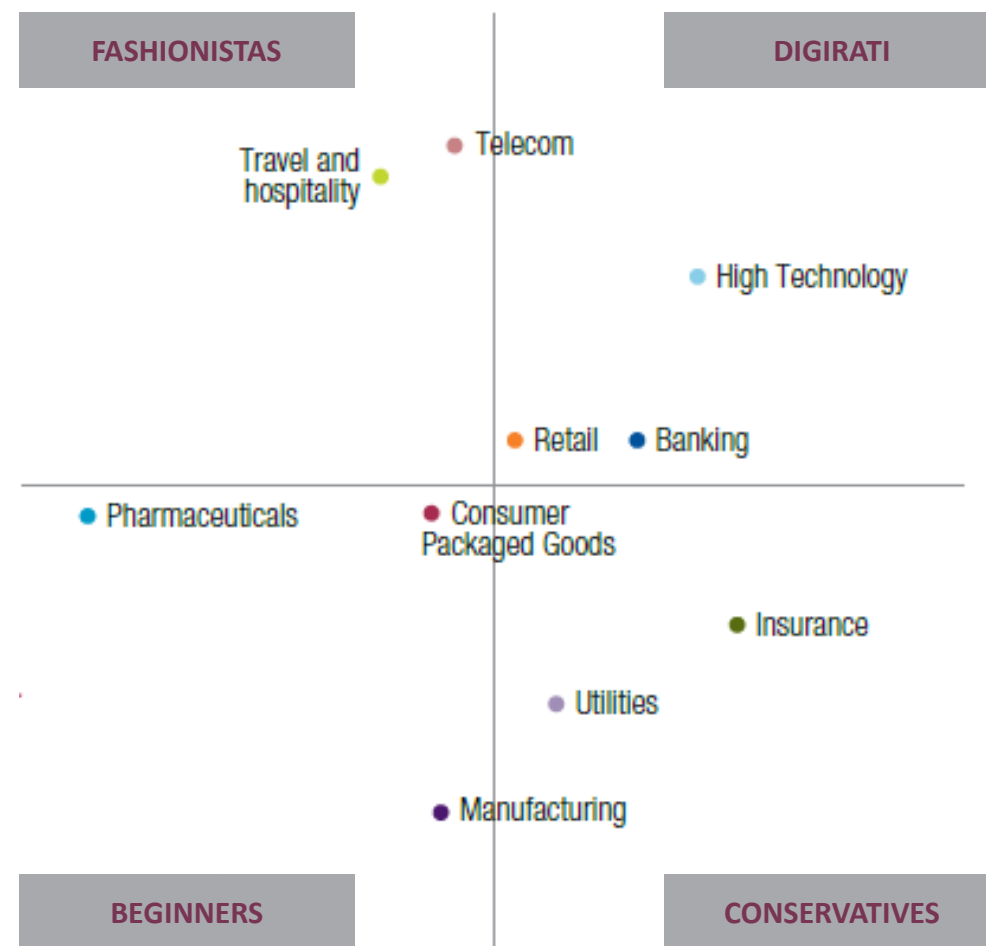 FASHIONISTAS
DIGIRATI
Telecom
Travel and
hospitality
High Technology
Retail
Banking
Pharmaceuticals
Consumer
Packaged Goods
Insurance
Utilities
Manufacturing
BEGINNERS
CONSERVATIVES